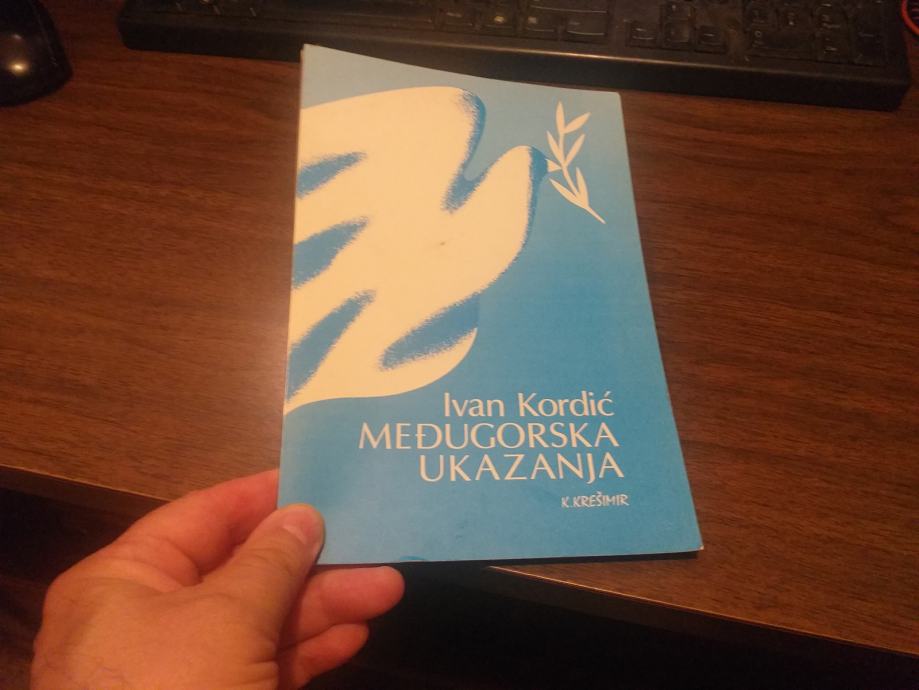 Ivan Kordić
MEĐUGORSKA
UKAZANJA
K. KREŠIMIR